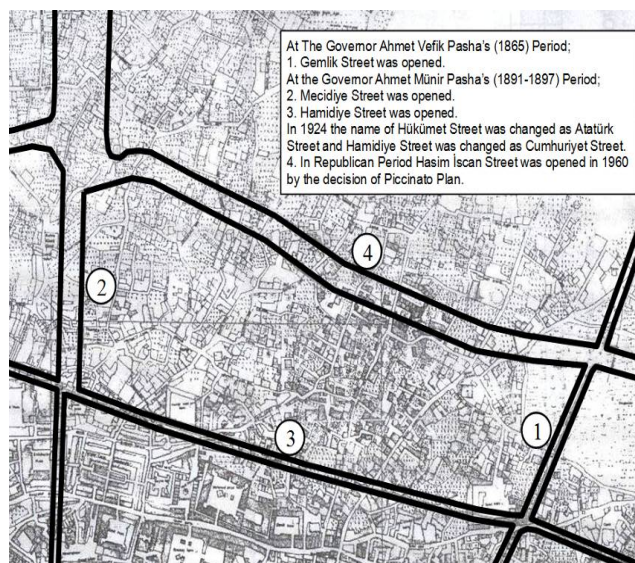 At The Governor Ahmet Vefik Pasha's (1865) Period;
1. Gemlik Street was opened.
At the Governor Ahmet Münir Pasha's (1891-1897) Period;
2. Mecidiye Street was opened.
3. Hamidiye Street was opened.
In 1924 the name of Hükümet Street was changed as Atatürk
Street and Hamidiye Street was changed as Cumhuriyet Street.
4. In Republican Period Hasim İscan Street was opened in 1960
by the decision of Piccinato Plan.
4
2
3
1